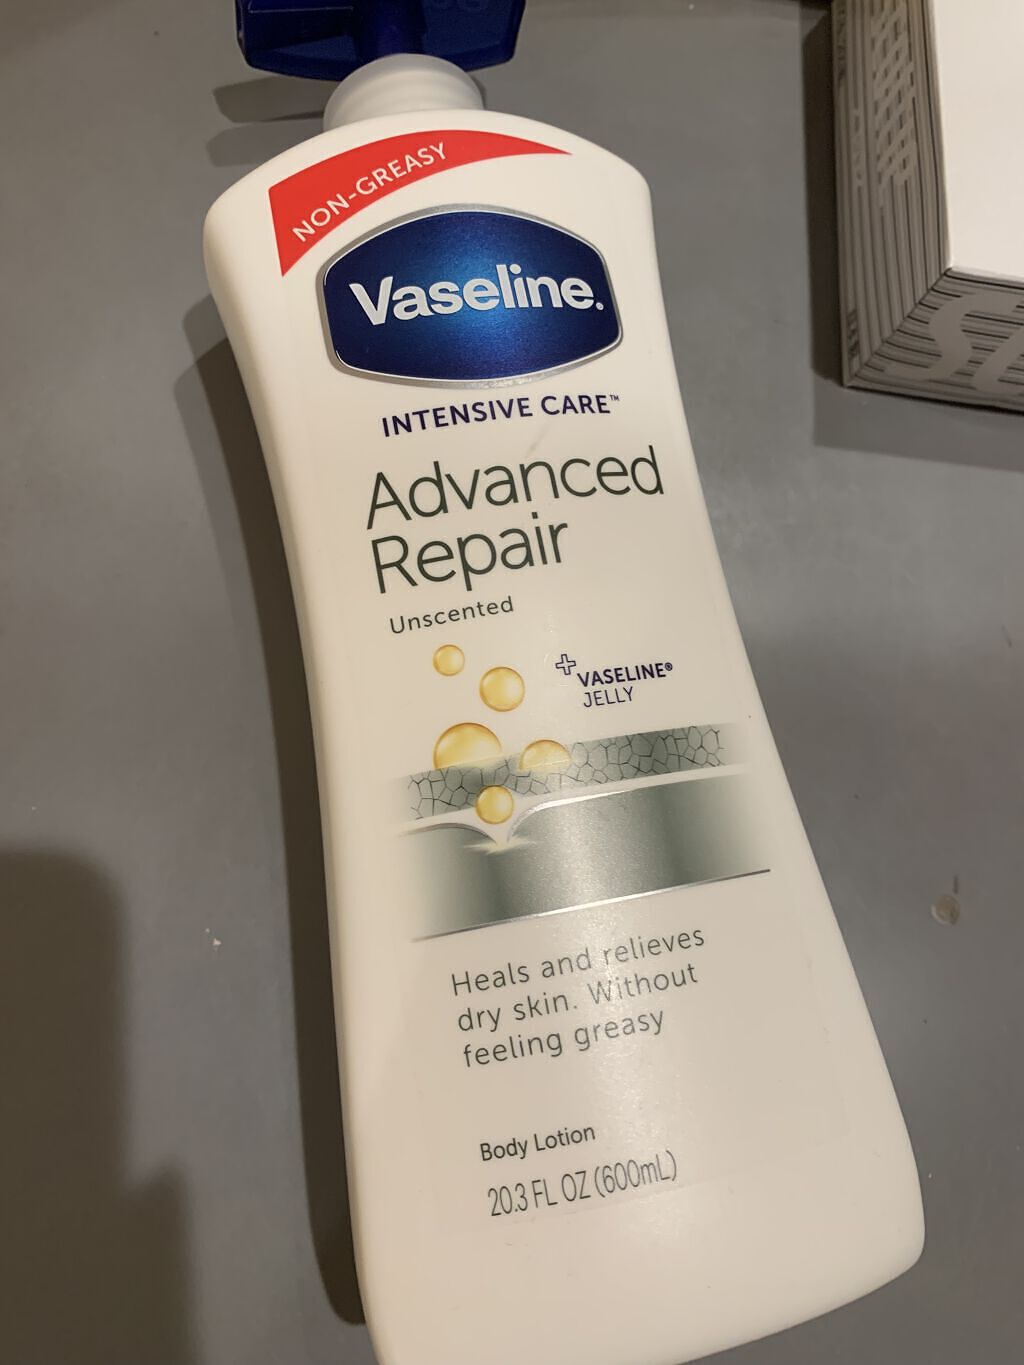 NON-GREASY
Vaseline.
INTENSIVE CARE™
Advanced
Repair
Unscented
VASELINE®
JELLY
Heals and relieves
dry skin. Without
feeling greasy
Body Lotion
20.3 FL OZ (600mL)